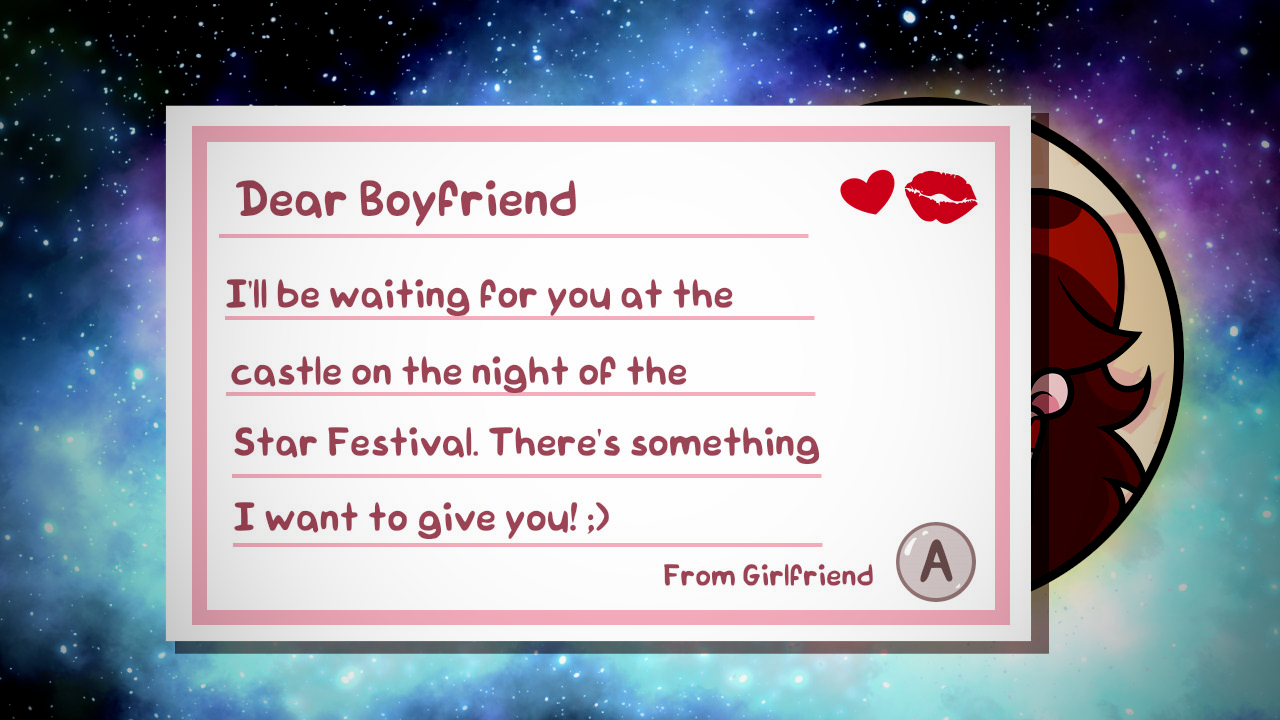 Dear Boyfriend
I'll be waiting for you at the
castle on the night of the
Star Festival. There's something
I want to give you! ;)
From Girlfriend
A